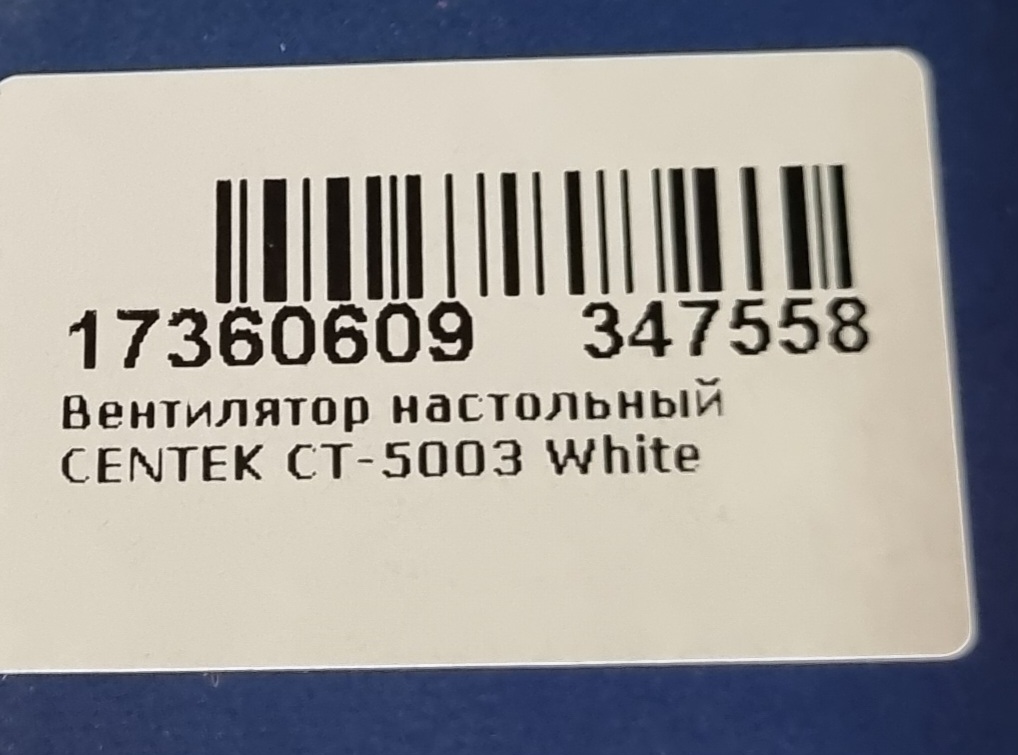 17360609 347558
Вентилятор настольный
CENTEK CT-5003 White